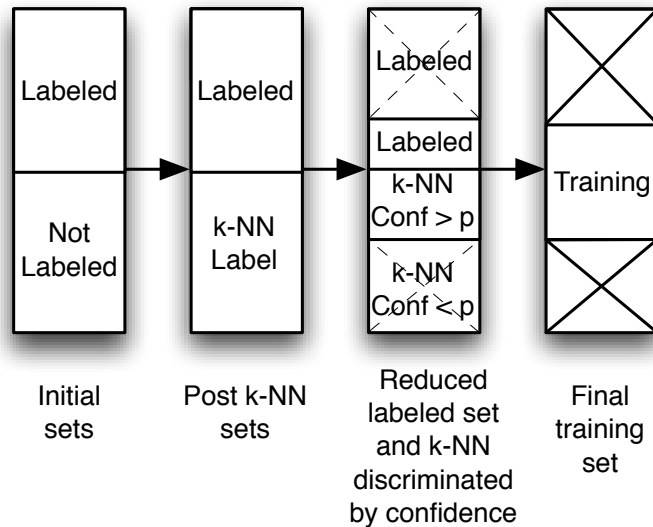 Labeled
Not
Labeled
Initial
sets
Labeled
k-NN
Label
Post k-NN
sets
Labeled
Labeled
k-NN
Conf > p
k-NN
Conf < p
Reduced
labeled set
and k-NN
discriminated
by confidence
Training
Final
training
set